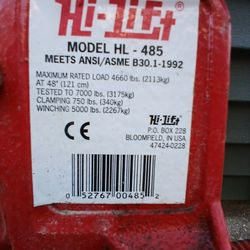 Hi-Lift
MODEL HL - 485
MEETS ANSI/ASME B30.1-1992
MAXIMUM RATED LOAD 4660 lbs. (2113kg)
AT 48" (121 cm)
TESTED TO 7000 lbs. (3175kg)
CLAMPING 750 lbs. (340kg)
WINCHING 5000 lbs. (2267kg)
CE
Hi-Lift
P.O. BOX 228
BLOOMFIELD, IN USA
47424-0228
0 52767 00485 2